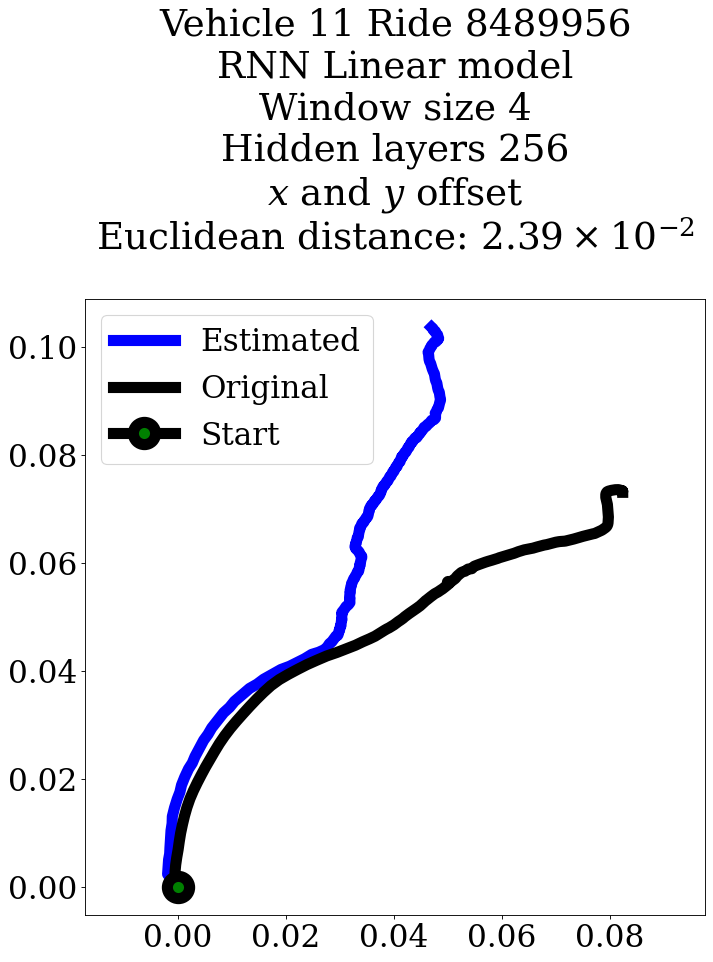 Vehicle 11 Ride 8489956
RNN Linear model
Window size 4
Hidden layers 256
x and y offset
Euclidean distance: 2.39 × 10⁻²
Estimated
Original
Start
0.10
0.08
0.06
0.04
0.02
0.00
0.00 0.02 0.04 0.06 0.08